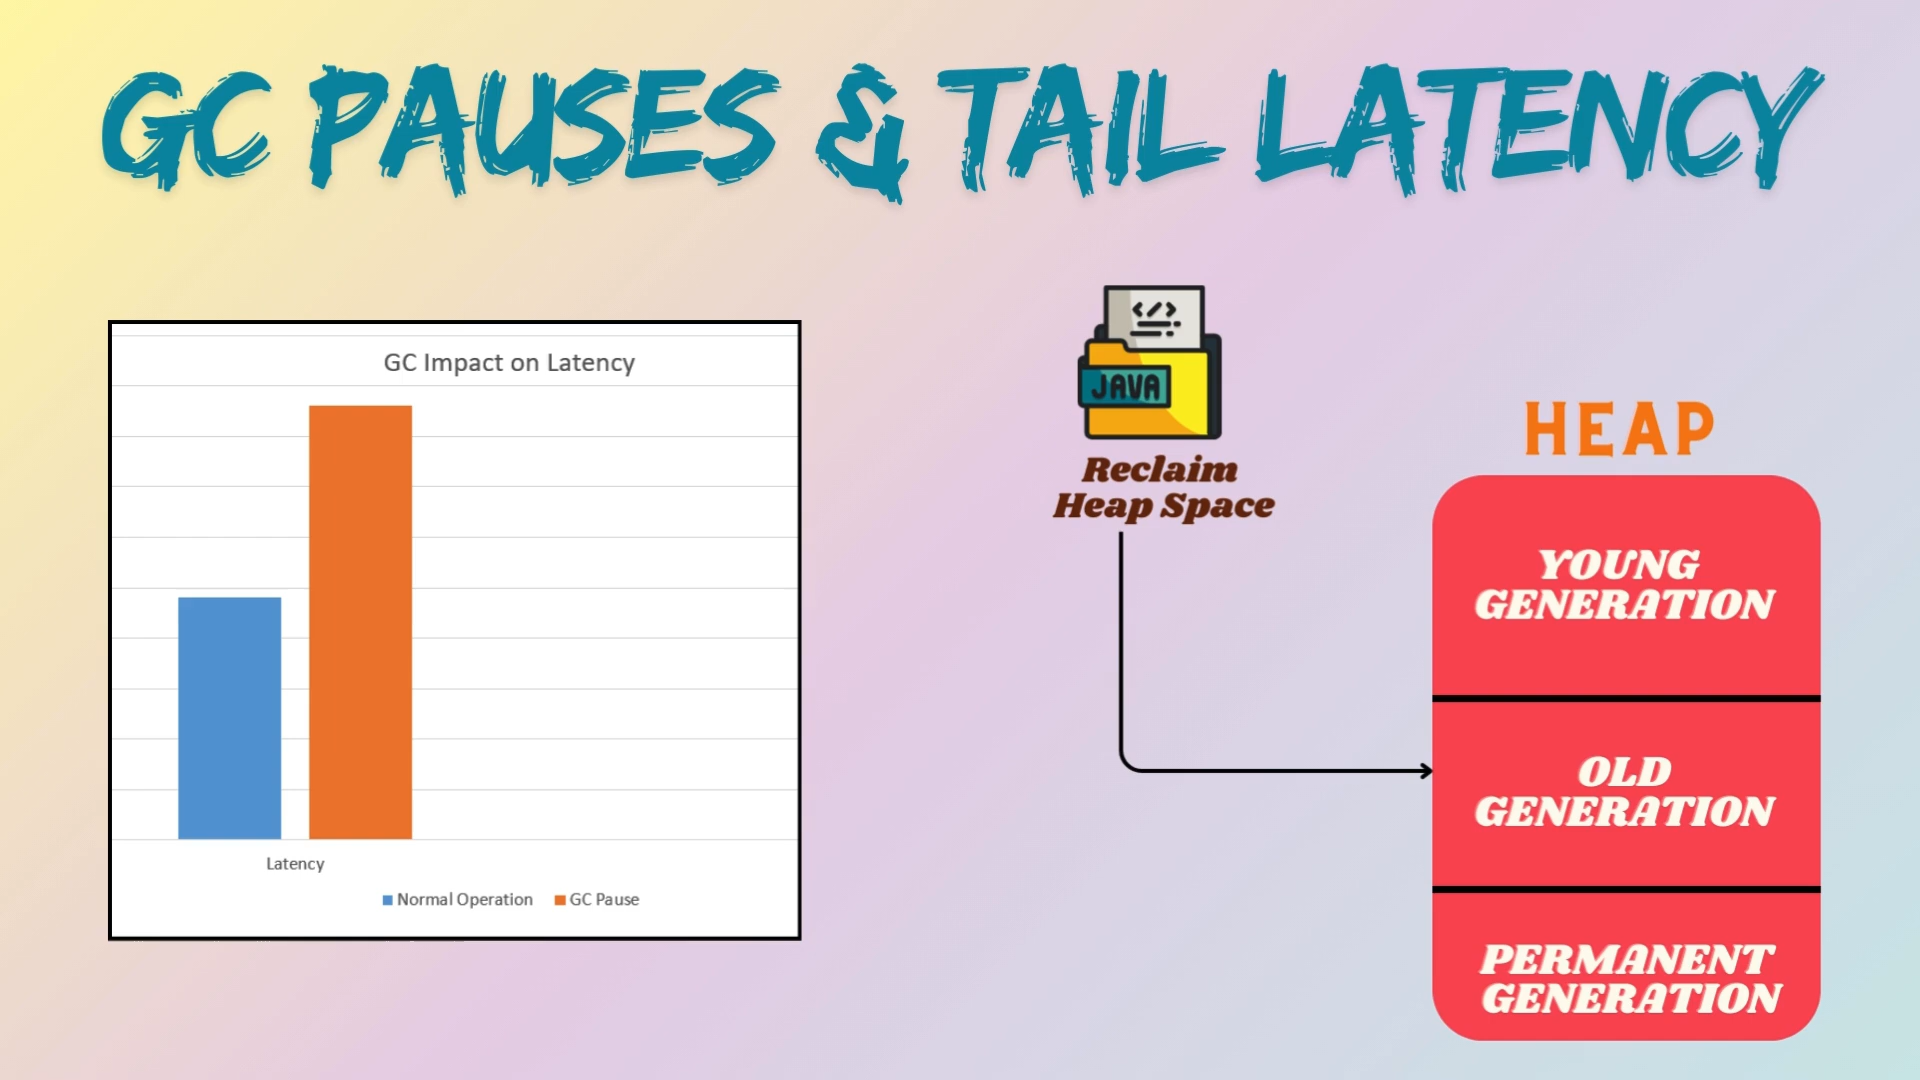 GC PAUSES & TAIL LATENCY
GC Impact on Latency
Latency
Normal Operation
GC Pause
</>
JAVA
Reclaim
Heap Space
HEAP
YOUNG
GENERATION
OLD
GENERATION
PERMANENT
GENERATION